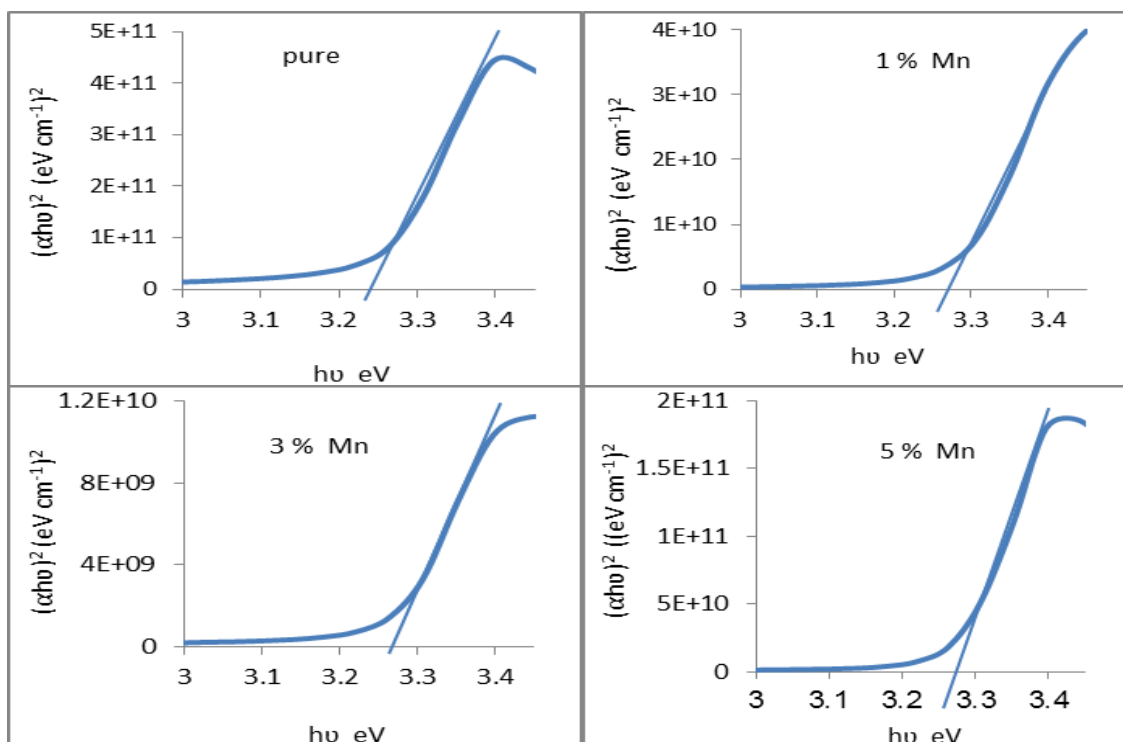 pure
(αhυ)² (eV cm⁻¹)²
5E+11
4E+11
3E+11
2E+11
1E+11
0
3 3.1 3.2 3.3 3.4
hυ eV
1 % Mn
(αhυ)² (eV cm⁻¹)²
4E+10
3E+10
2E+10
1E+10
0
3 3.1 3.2 3.3 3.4
hυ eV
3 % Mn
(αhυ)² (eV cm⁻¹)²
1.2E+10
8E+09
4E+09
0
3 3.1 3.2 3.3 3.4
hυ eV
5 % Mn
(αhυ)² ((eV cm⁻¹)²
2E+11
1.5E+11
1E+11
5E+10
0
3 3.1 3.2 3.3 3.4
hυ eV